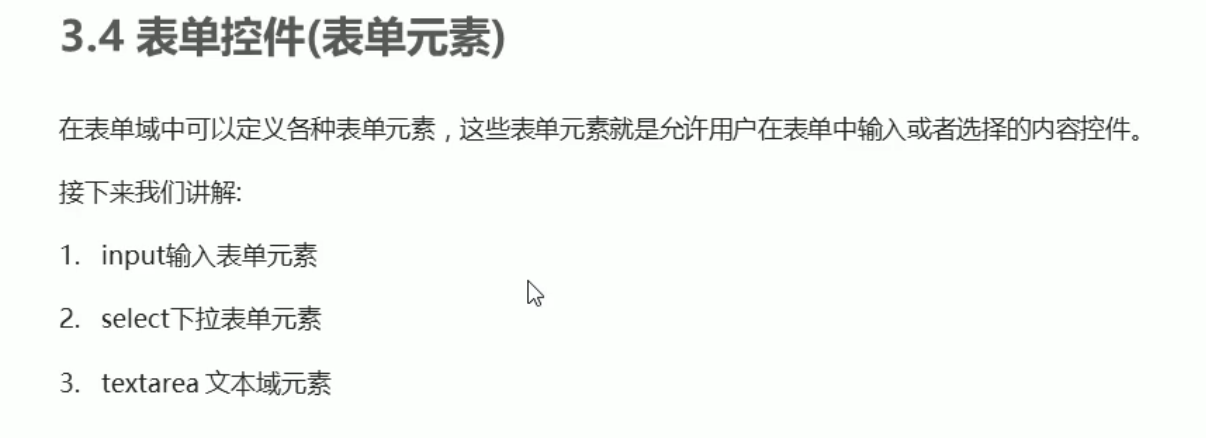 3.4 表单控件(表单元素)
在表单域中可以定义各种表单元素，这些表单元素就是允许用户在表单中输入或者选择的内容控件。
接下来我们讲解:
1. input输入表单元素
2. select下拉表单元素
3. textarea 文本域元素